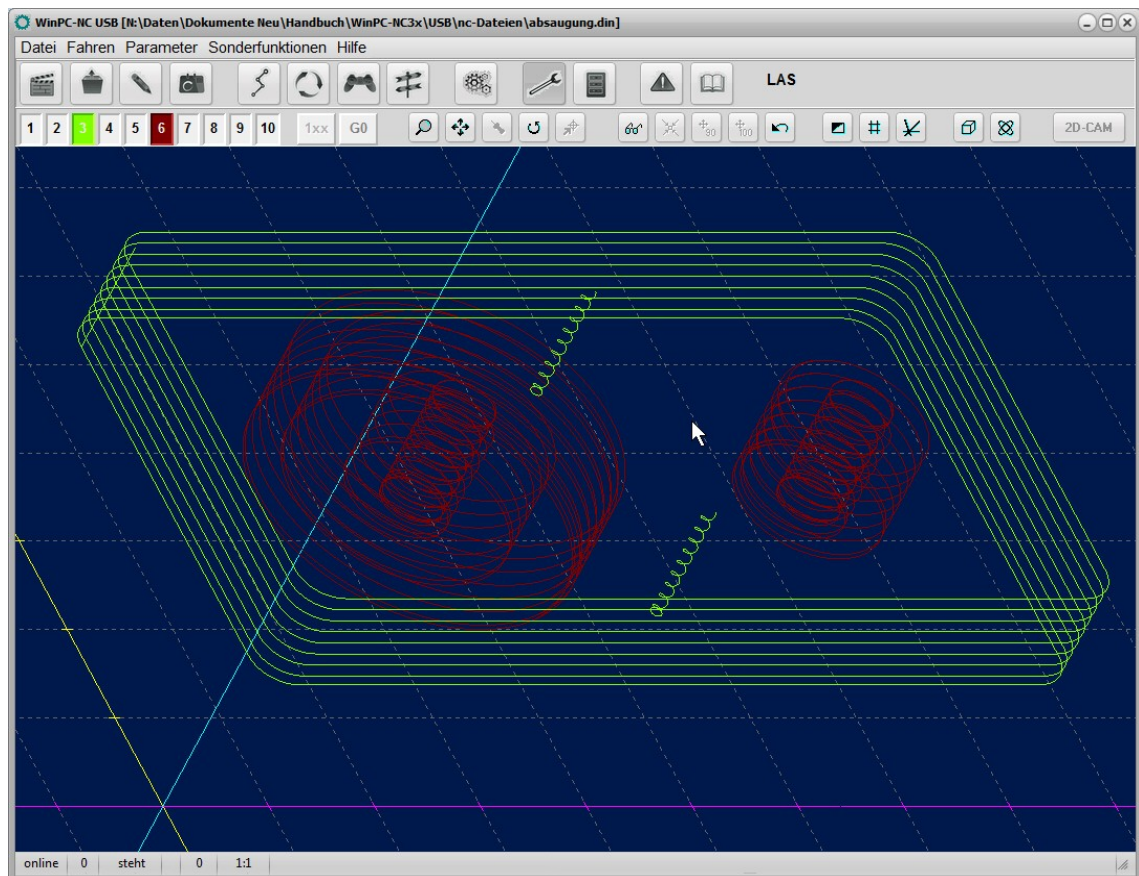 WinPC-NC USB [N:\Daten\Dokumente Neu\Handbuch\WinPC-NC3x\USB\nc-Dateien\absaugung.din]
Datei Fahren Parameter Sonderfunktionen Hilfe
LAS
1 2 3 4 5 6 7 8 9 10 1xx G0 90 100 2D-CAM
online 0 steht 0 1:1